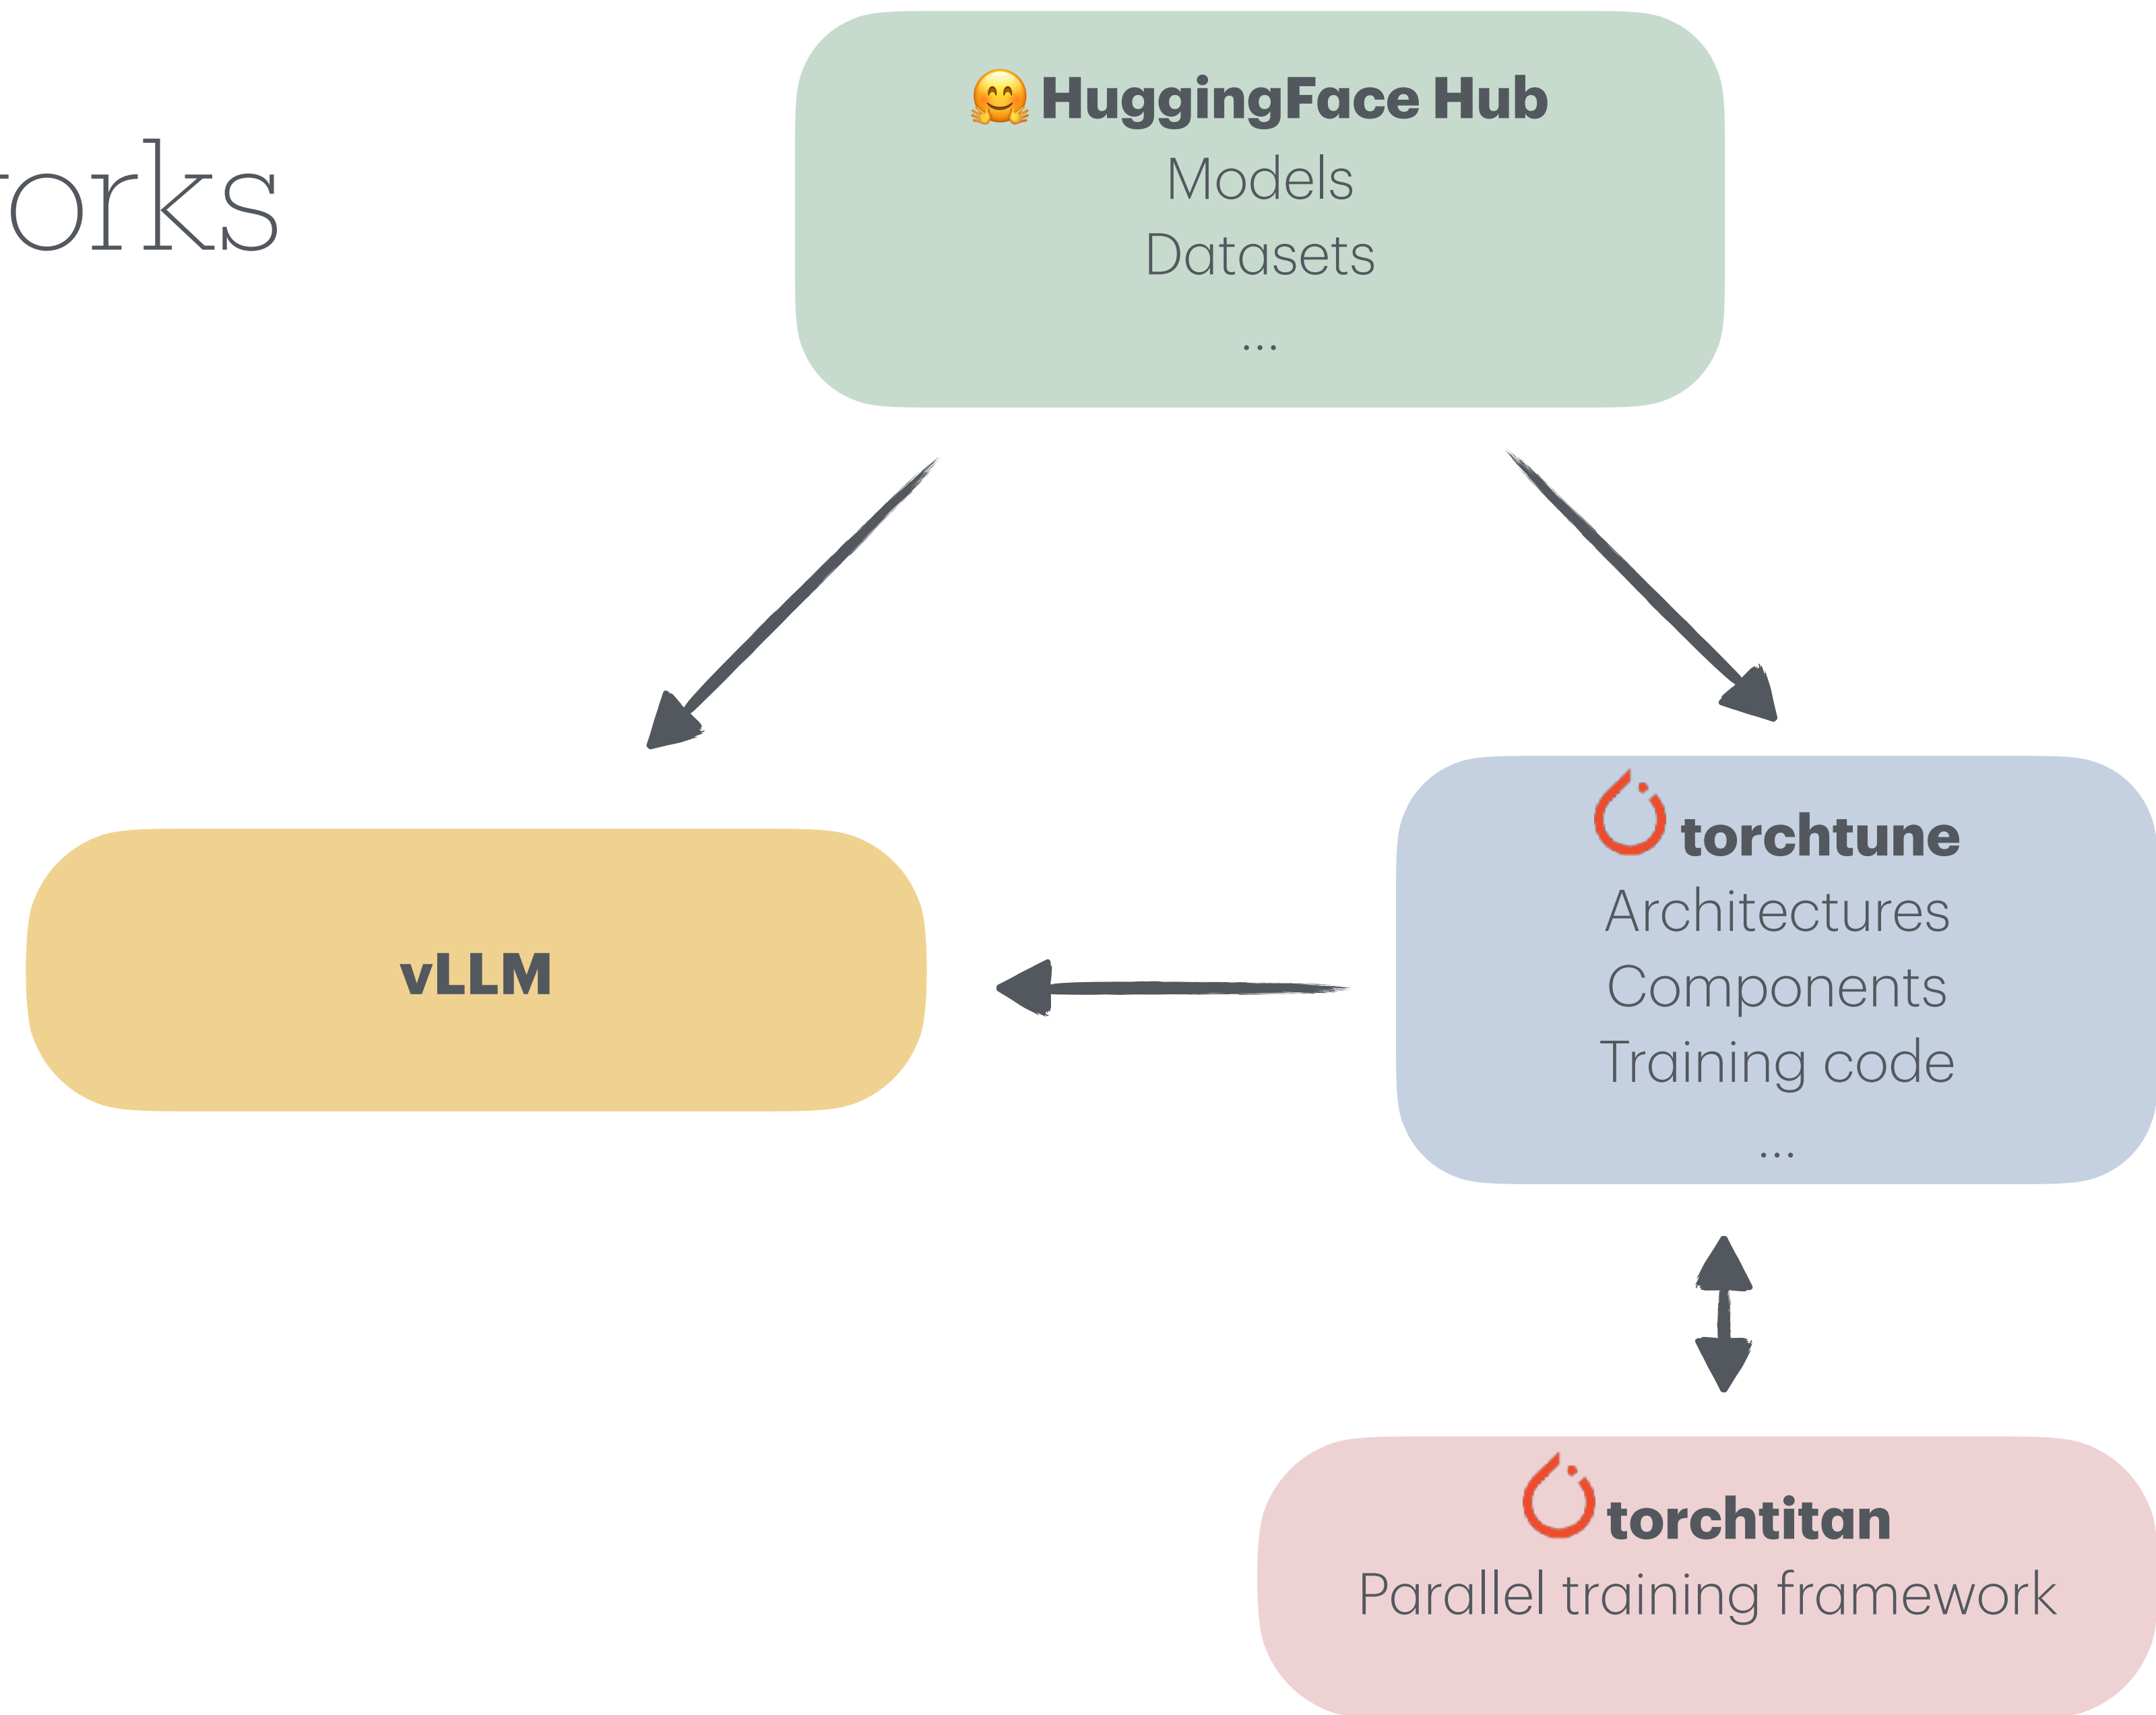 orks
🤗 HuggingFace Hub
Models
Datasets
...
vLLM
torchtune
Architectures
Components
Training code
...
torchtitan
Parallel training framework